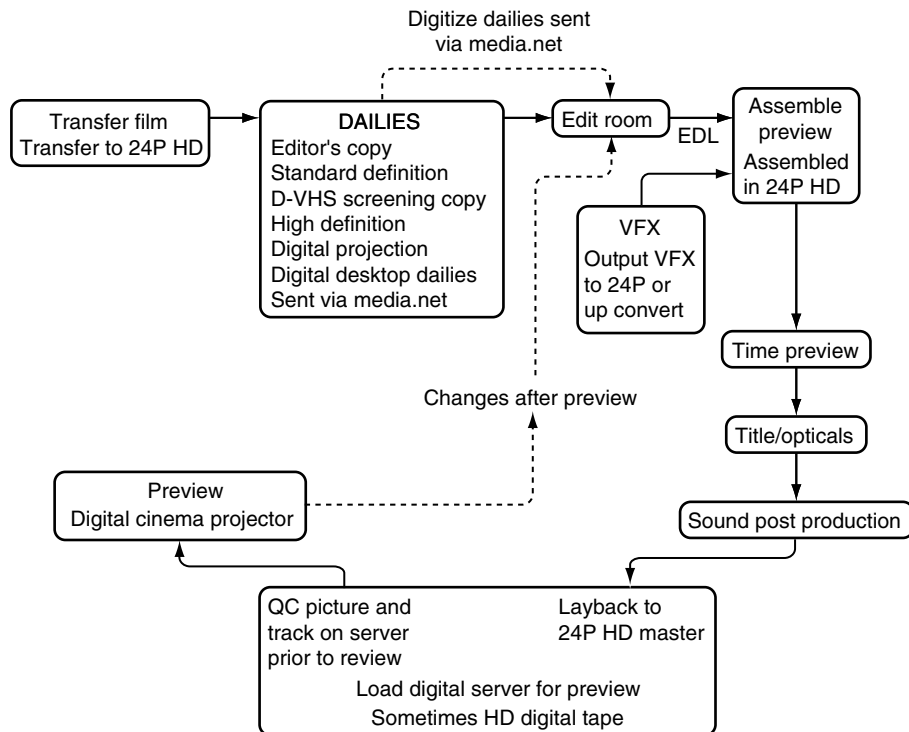 Digitize dailies sent
via media.net
Transfer film
Transfer to 24P HD
DAILIES
Editor's copy
Standard definition
D-VHS screening copy
High definition
Digital projection
Digital desktop dailies
Sent via media.net
Edit room
EDL
Assemble
preview
Assembled
in 24P HD
VFX
Output VFX
to 24P or
up convert
Time preview
Title/opticals
Sound post production
Changes after preview
Preview
Digital cinema projector
QC picture and
track on server
prior to review
Layback to
24P HD master
Load digital server for preview
Sometimes HD digital tape